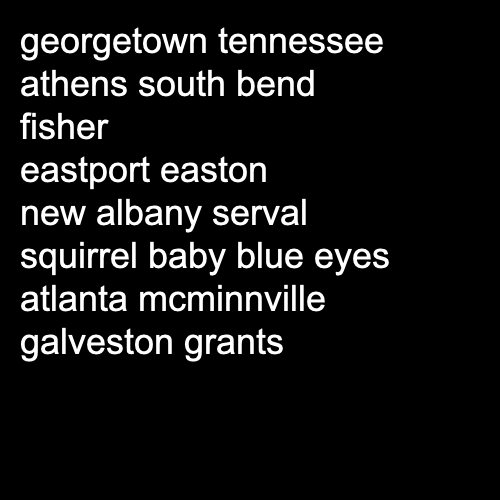 georgetown tennessee
athens south bend
fisher
eastport easton
new albany serval
squirrel baby blue eyes
atlanta mcminnville
galveston grants